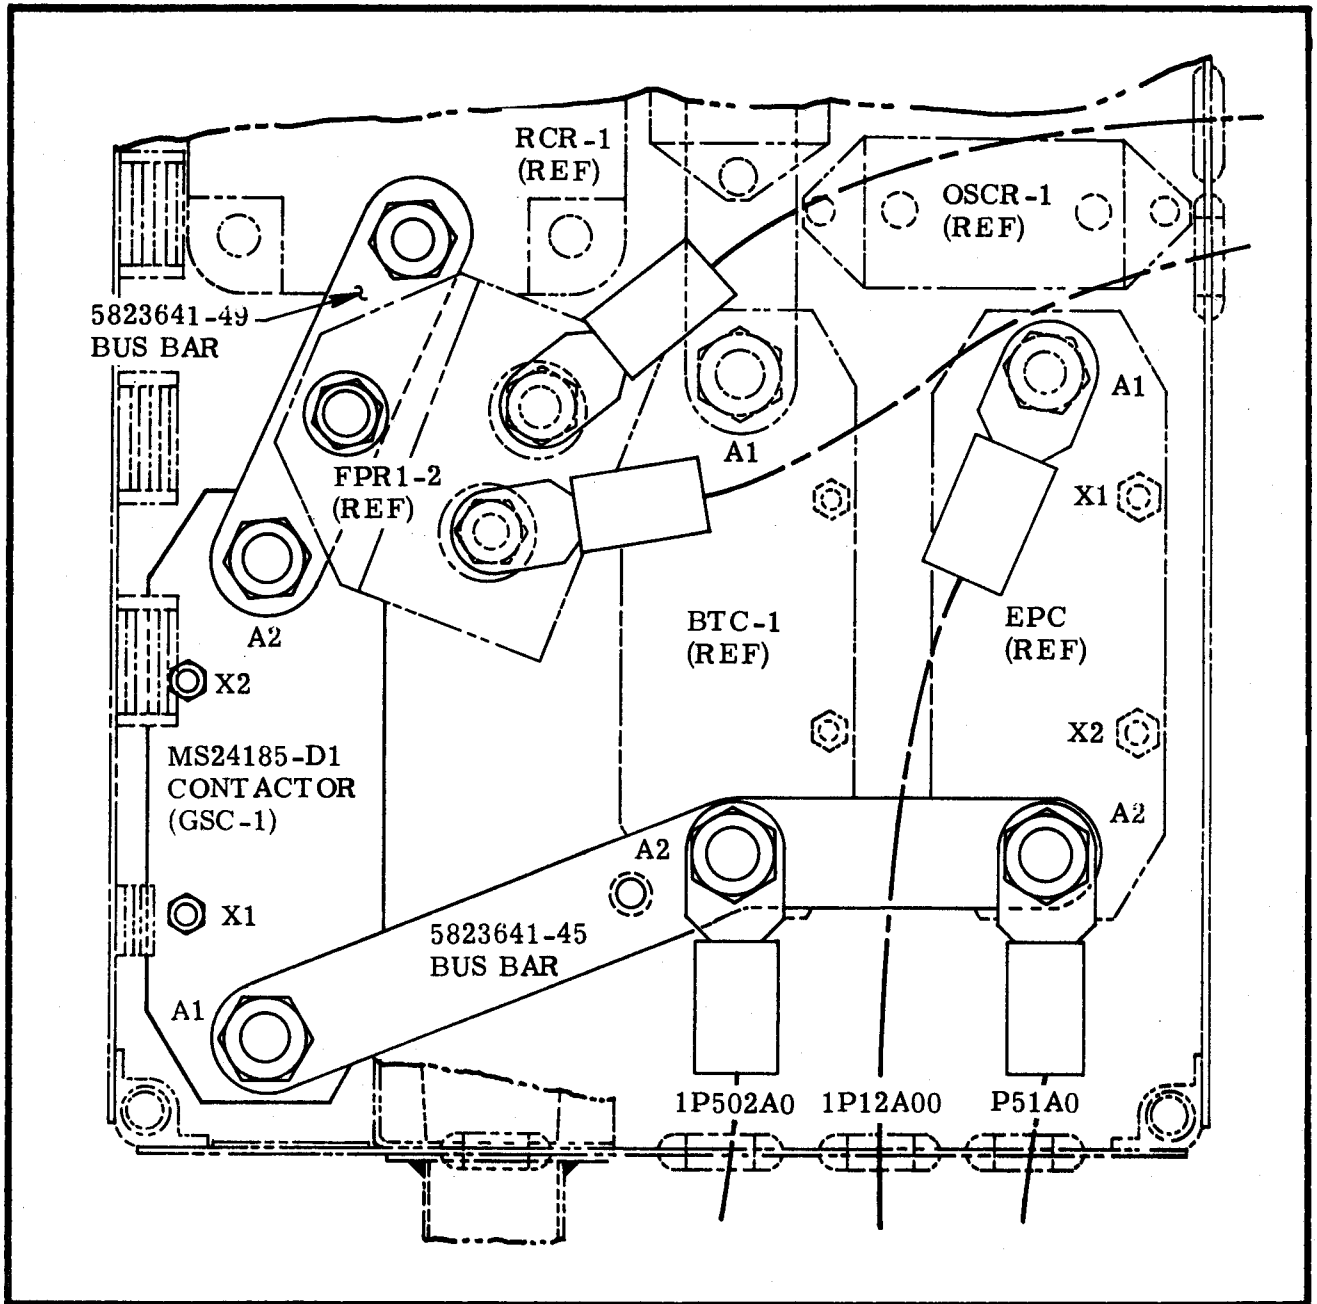 RCR-1
(REF)
OSCR-1
(REF)
5823641-49
BUS BAR
A1
A1
FPR1-2
(REF)
X1
A2
BTC-1
(REF)
EPC
(REF)
X2
X2
MS24185-D1
CONTACTOR
(GSC-1)
A2
A2
X1
5823641-45
BUS BAR
A1
1P502A0
1P12A00
P51A0